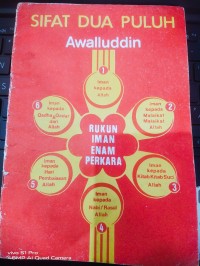 SIFAT DUA PULUH
Awalluddin
1
Iman
kepada
Allah
2
Iman
kepada
Malaikat
Malaikat
Allah
Iman
kepada
Kitab Kitab Suci
Allah
3
4
Iman
kepada
Nabi/Rasul
Allah
Iman
kepada
Hari
Pembalasan
Allah
5
6
Iman
kepada
Qadha
dari
Allah
RUKUN
IMAN
ENAM
PERKARA
vivo S1 Pro
48MP AI Quad Camera